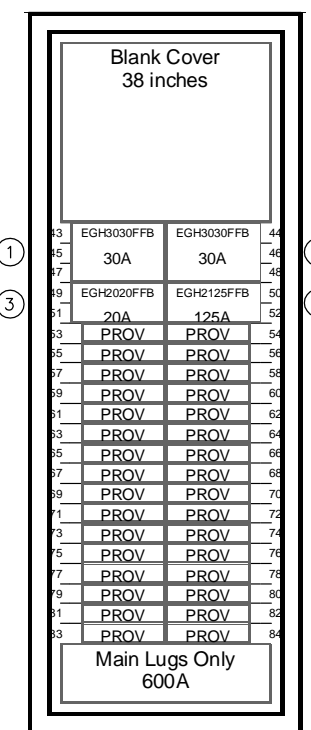 Blank Cover
38 inches
43 EGH3030FFB EGH3030FFB 44
1 45 30A 30A 46
47 48
49 EGH2020FFB EGH2125FFB 50
3 51 20A 125A 52
53 PROV PROV 54
55 PROV PROV 56
57 PROV PROV 58
59 PROV PROV 60
61 PROV PROV 62
63 PROV PROV 64
65 PROV PROV 66
67 PROV PROV 68
69 PROV PROV 70
71 PROV PROV 72
73 PROV PROV 74
75 PROV PROV 76
77 PROV PROV 78
79 PROV PROV 80
81 PROV PROV 82
83 PROV PROV 84
Main Lugs Only
600A